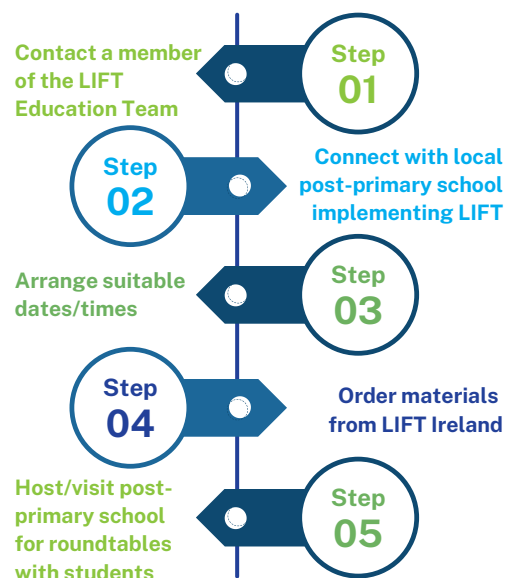 Step
01
Contact a member
of the LIFT
Education Team
Step
02
Connect with local
post-primary school
implementing LIFT
Step
03
Arrange suitable
dates/times
Step
04
Order materials
from LIFT Ireland
Step
05
Host/visit post-
primary school
for roundtables
with students